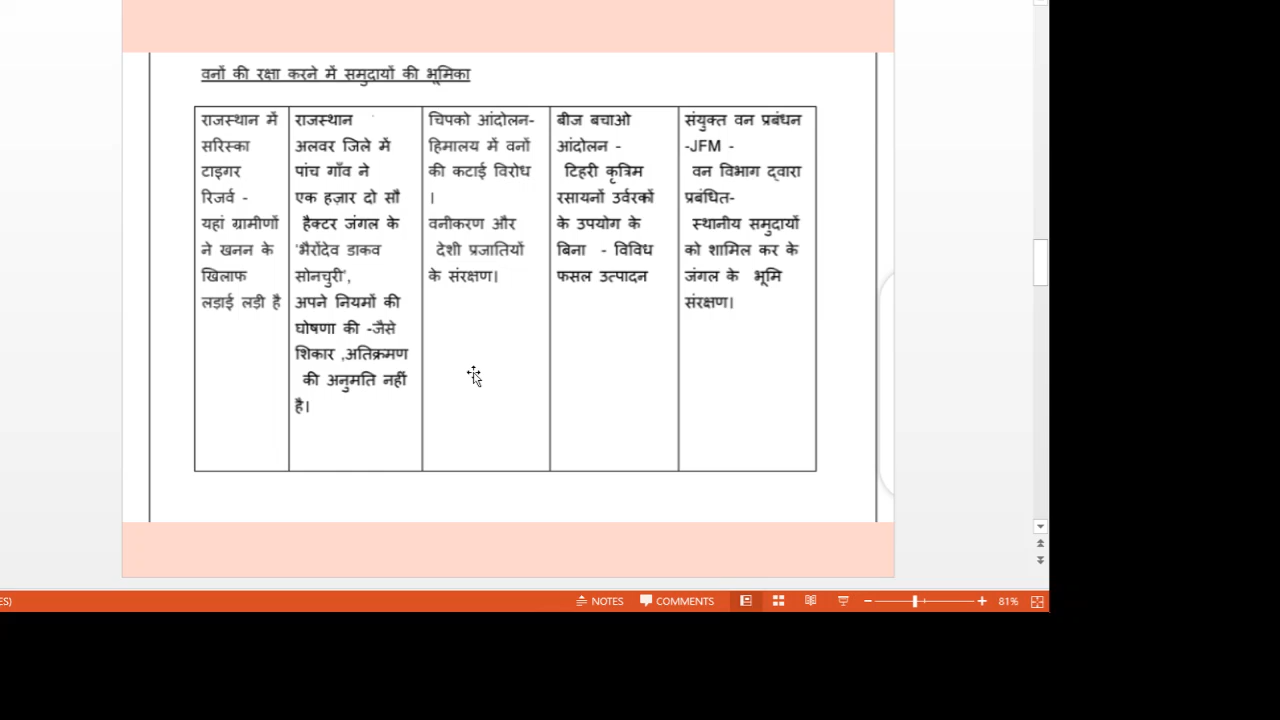 वनों की रक्षा करने में समुदायों की भूमिका
राजस्थान में
सरिस्का
टाइगर
रिजर्व -
यहां ग्रामीणों
ने खनन के
खिलाफ
लड़ाई लड़ी है
राजस्थान
अलवर जिले में
पांच गाँव ने
एक हज़ार दो सौ
हैक्टर जंगल के
'भैरोंदेव डाकव
सोनचुरी',
अपने नियमों की
घोषणा की -जैसे
शिकार ,अतिक्रमण
की अनुमति नहीं
है।
चिपको आंदोलन-
हिमालय में वनों
की कटाई विरोध
।
वनीकरण और
देशी प्रजातियों
के संरक्षण।
बीज बचाओ
आंदोलन -
टिहरी कृत्रिम
रसायनों उर्वरकों
के उपयोग के
बिना - विविध
फसल उत्पादन
संयुक्त वन प्रबंधन
-JFM -
वन विभाग द्वारा
प्रबंधित-
स्थानीय समुदायों
को शामिल कर के
जंगल के भूमि
संरक्षण।
ES)
NOTES
COMMENTS
81%